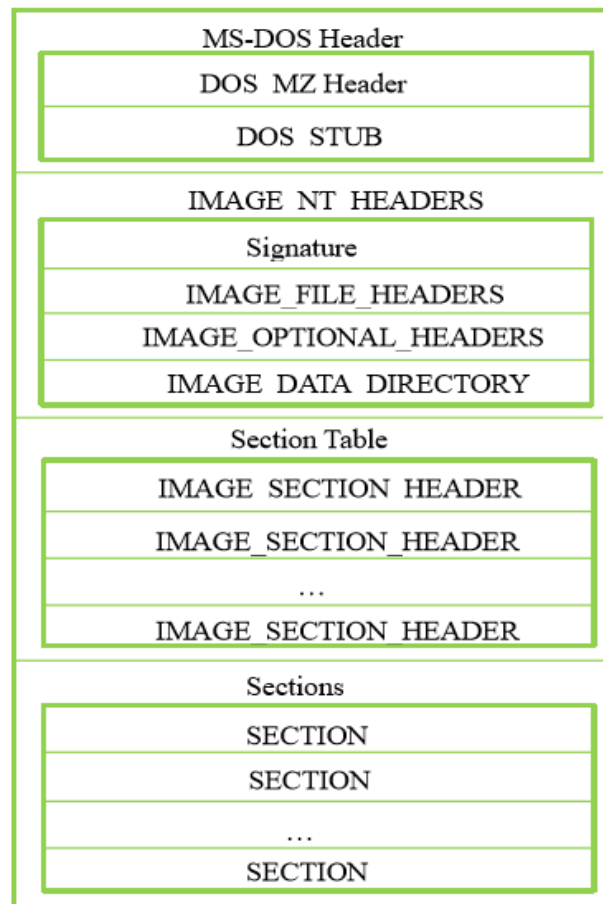 MS-DOS Header
DOS MZ Header
DOS STUB
IMAGE NT HEADERS
Signature
IMAGE_FILE_HEADERS
IMAGE_OPTIONAL_HEADERS
IMAGE DATA DIRECTORY
Section Table
IMAGE SECTION HEADER
IMAGE_SECTION_HEADER
…
IMAGE_SECTION_HEADER
Sections
SECTION
SECTION
…
SECTION